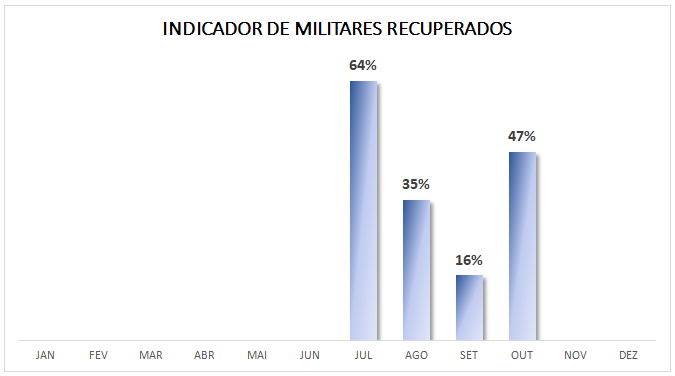 INDICADOR DE MILITARES RECUPERADOS
64%
35%
16%
47%
JAN FEV MAR ABR MAI JUN JUL AGO SET OUT NOV DEZ